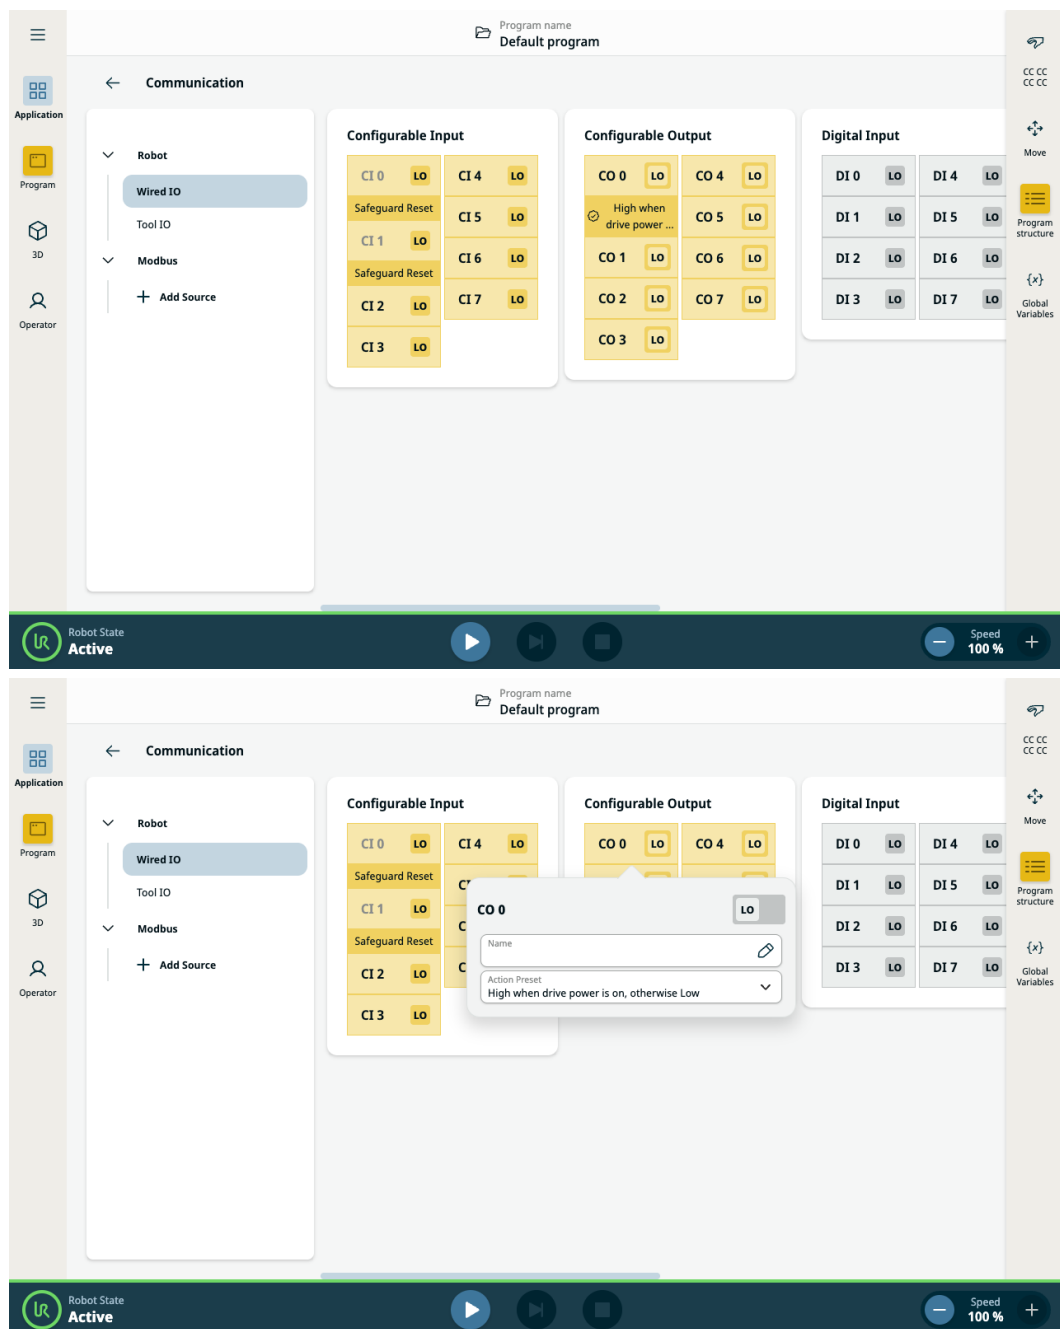 Program name
Default program
Application
Program
3D
Operator
Communication
Robot
Wired IO
Tool IO
Modbus
Add Source
Configurable Input
CI 0 LO
Safeguard Reset
CI 1 LO
Safeguard Reset
CI 2 LO
CI 3 LO
CI 4 LO
CI 5 LO
CI 6 LO
CI 7 LO
Configurable Output
CO 0 LO
High when
drive power ...
CO 1 LO
CO 2 LO
CO 3 LO
CO 4 LO
CO 5 LO
CO 6 LO
CO 7 LO
Digital Input
DI 0 LO
DI 1 LO
DI 2 LO
DI 3 LO
DI 4 LO
DI 5 LO
DI 6 LO
DI 7 LO
CC CC
CC CC
Move
Program
structure
{x}
Global
Variables
UR
Robot State
Active
Speed
100 %
Program name
Default program
Application
Program
3D
Operator
Communication
Robot
Wired IO
Tool IO
Modbus
Add Source
Configurable Input
CI 0 LO
Safeguard Reset
CI 1 LO
Safeguard Reset
CI 2 LO
CI 3 LO
CI 4 LO
Configurable Output
CO 0 LO
CO 4 LO
CO 0 LO
Name
Action Preset
High when drive power is on, otherwise Low
Digital Input
DI 0 LO
DI 1 LO
DI 2 LO
DI 3 LO
DI 4 LO
DI 5 LO
DI 6 LO
DI 7 LO
CC CC
CC CC
Move
Program
structure
{x}
Global
Variables
UR
Robot State
Active
Speed
100 %